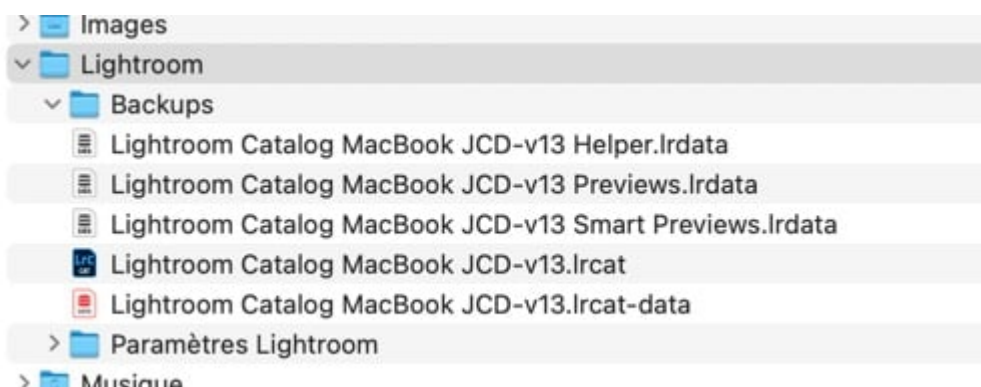 Images
Lightroom
Backups
Lightroom Catalog MacBook JCD-v13 Helper.lrdata
Lightroom Catalog MacBook JCD-v13 Previews.lrdata
Lightroom Catalog MacBook JCD-v13 Smart Previews.lrdata
Lightroom Catalog MacBook JCD-v13.lrcat
Lightroom Catalog MacBook JCD-v13.lrcat-data
Paramètres Lightroom
Musique